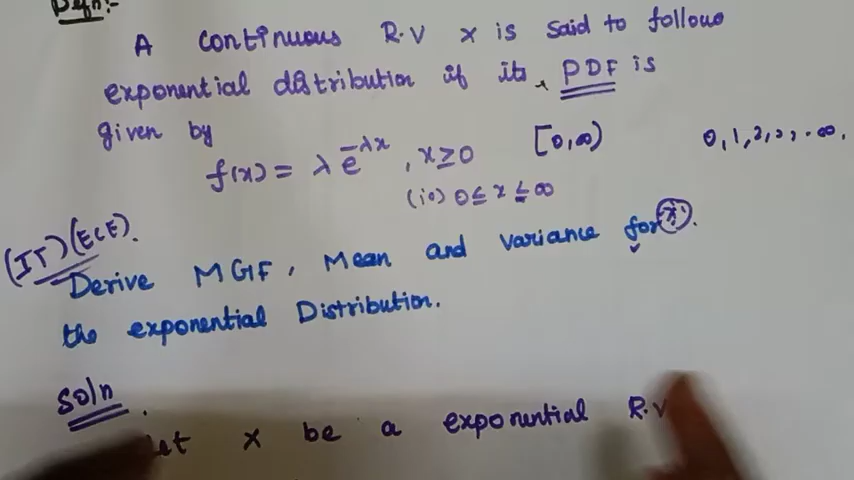 Defn:-
A continuous R.V x is said to follow
exponential distribution if its PDF is
given by
f(x) = λ e^{-λx}, x ≥ 0 [0,∞) 0,1,2,3,...∞,
(ie) 0 ≤ x ≤ ∞
(IT) (ECE).
Derive MGF, Mean and variance for
the exponential Distribution.
Soln
Let x be a exponential R.V